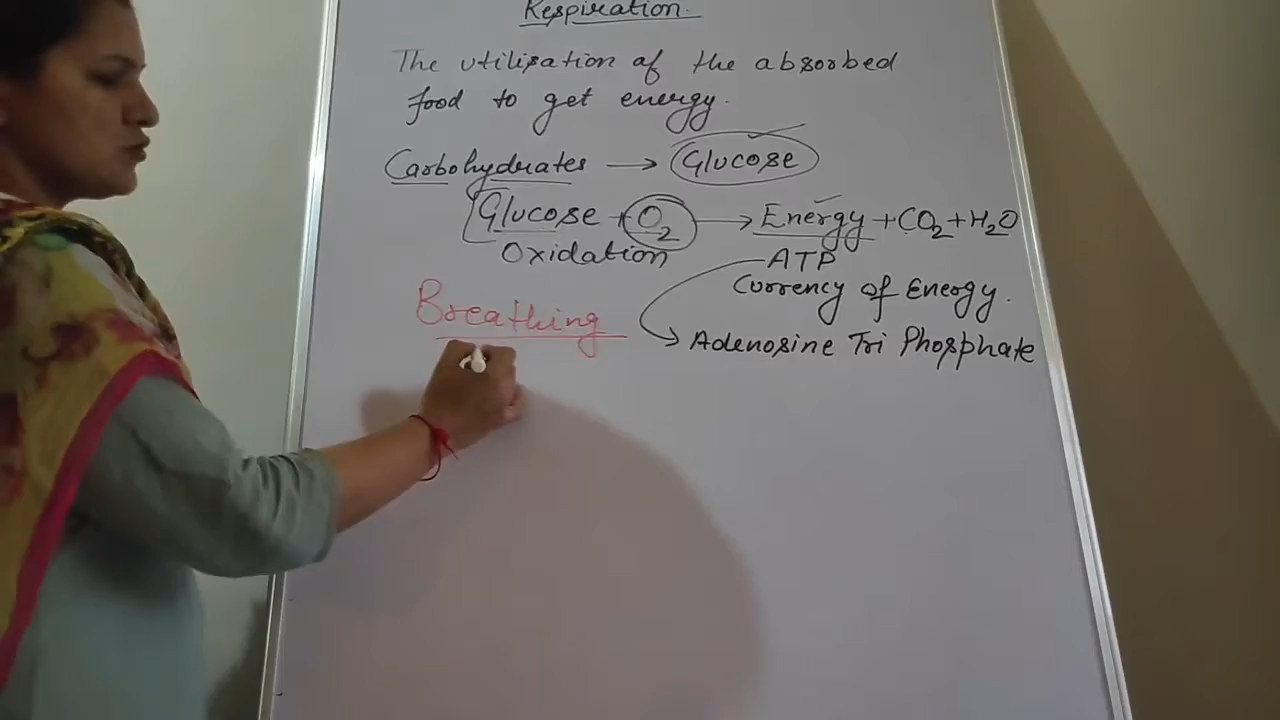 Respiration.
The utilisation of the absorbed
food to get energy.
Carbohydrates → Glucose
Glucose + O2 → Energy + CO2 + H2O
Oxidation
ATP
Currency of Energy.
Breathing
Adenosine Tri Phosphate